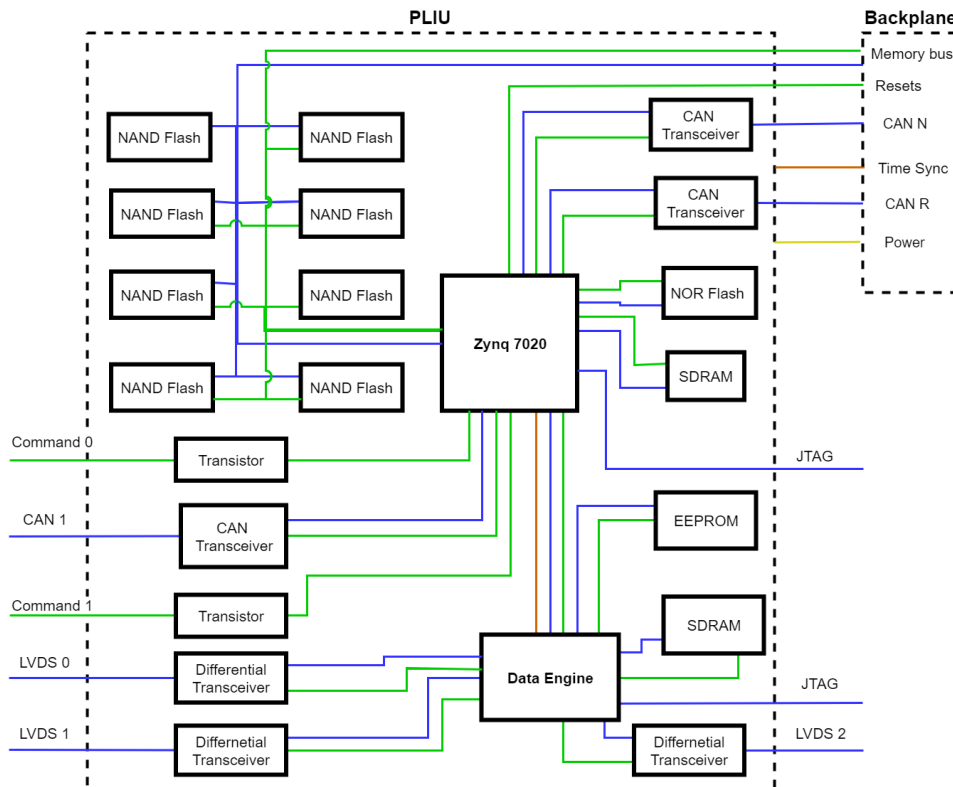 PLIU
Backplane
Memory bus
Resets
CAN
Transceiver
CAN N
NAND Flash
NAND Flash
Time Sync
CAN
Transceiver
CAN R
NAND Flash
NAND Flash
Power
NAND Flash
NAND Flash
NOR Flash
Zynq 7020
NAND Flash
NAND Flash
SDRAM
Command 0
Transistor
JTAG
CAN 1
CAN
Transceiver
EEPROM
Command 1
Transistor
SDRAM
LVDS 0
Differential
Transceiver
Data Engine
JTAG
LVDS 1
Differnetial
Transceiver
Differnetial
Transceiver
LVDS 2